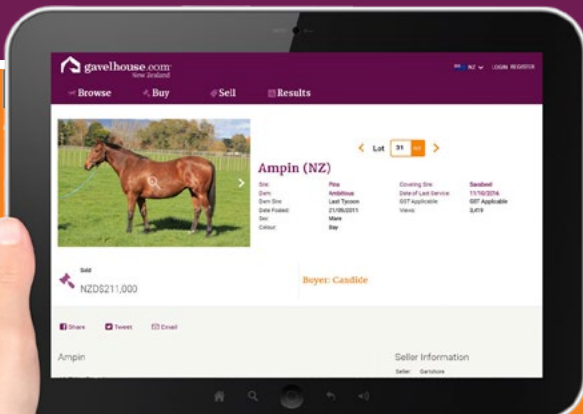 gavelhouse.com
New Zealand
NZ
LOGIN REGISTER
Browse
Buy
Sell
Results
Lot 31
Ampin (NZ)
Sire: Pins
Dam: Ambitious
Dam Sire: Last Tycoon
Date Foaled: 21/09/2011
Sex: Mare
Colour: Bay
Covering Sire:
Date of Last Service: 11/10/2016
GST Applicable: GST Applicable
Views: 3,419
Sold
NZD$211,000
Buyer: Candide
Share
Tweet
Email
Ampin
Seller Information
Seller